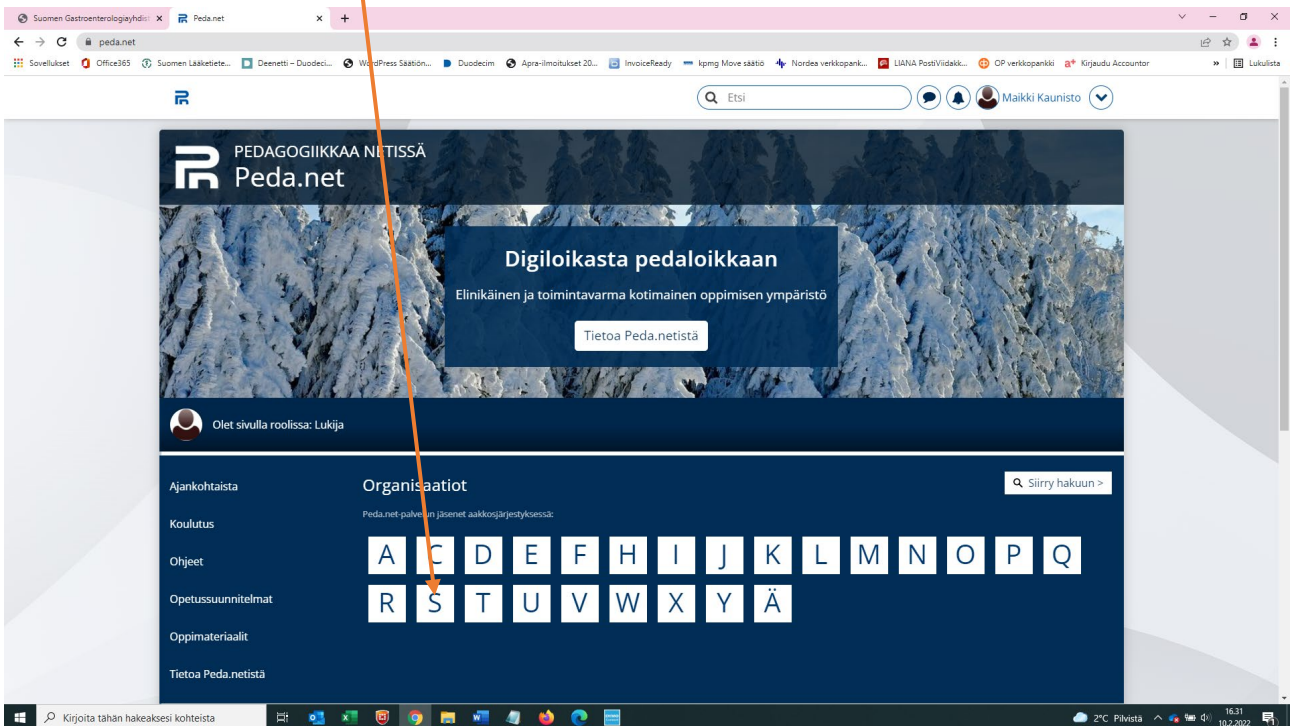 Suomen Gastroenterologiayhdist
Peda.net
peda.net
Sovellukset Office365 Suomen Lääketiete... Deenetti – Duodeci... WordPress Säätiön... Duodecim Apra-ilmoitukset 20... InvoiceReady kpmg Move säätiö Nordea verkkopank... LIANA PostiViidakk... OP verkkopankki Kirjaudu Accountor » Lukulista
Etsi
Maikki Kaunisto
PEDAGOGIIKKAA NETISSÄ
Peda.net
Digiloikasta pedaloikkaan
Elinikäinen ja toimintavarma kotimainen oppimisen ympäristö
Tietoa Peda.netistä
Olet sivulla roolissa: Lukija
Ajankohtaista
Koulutus
Ohjeet
Opetussuunnitelmat
Oppimateriaalit
Tietoa Peda.netistä
Organisaatiot
Siirry hakuun >
Peda.net-palvelun jäsenet aakkosjärjestyksessä:
A C D E F H I J K L M N O P Q
R S T U V W X Y Ä
Kirjoita tähän hakeaksesi kohteista
2°C Pilvistä
16.31
10.2.2022